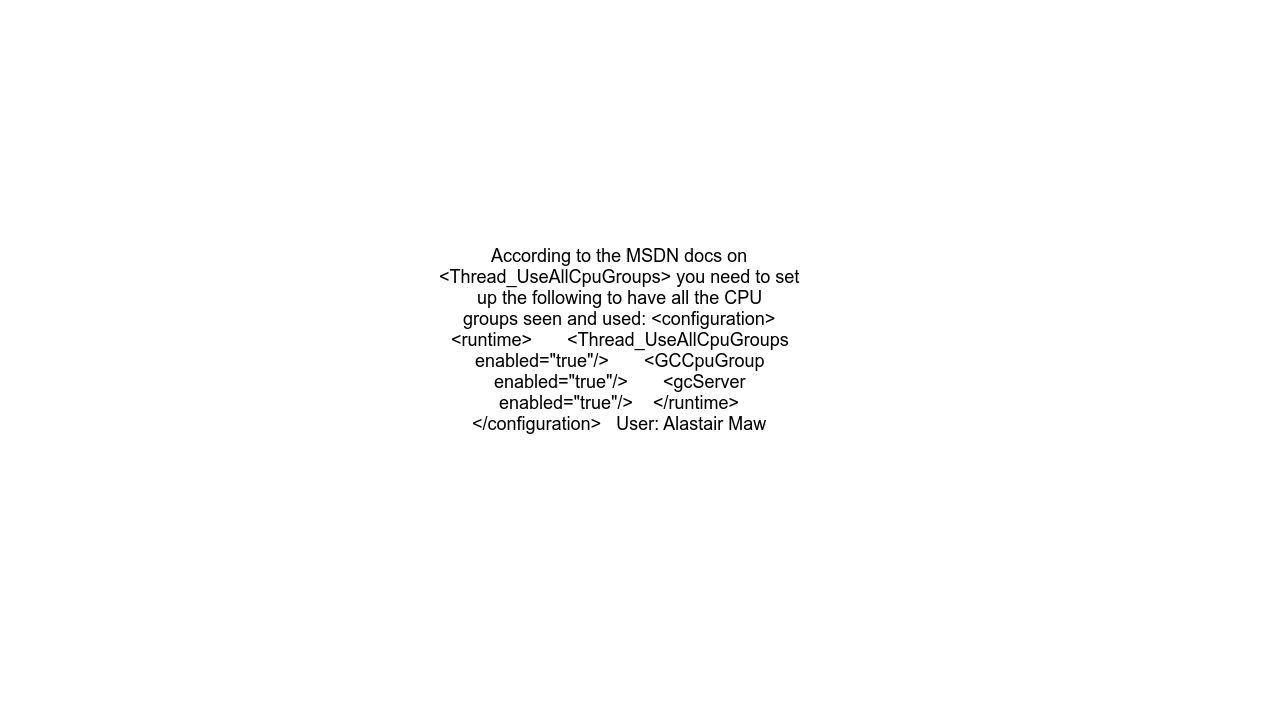 According to the MSDN docs on
<Thread_UseAllCpuGroups> you need to set
up the following to have all the CPU
groups seen and used: <configuration>
<runtime>       <Thread_UseAllCpuGroups
enabled="true"/>       <GCCpuGroup
enabled="true"/>       <gcServer
enabled="true"/>    </runtime>
</configuration>   User: Alastair Maw